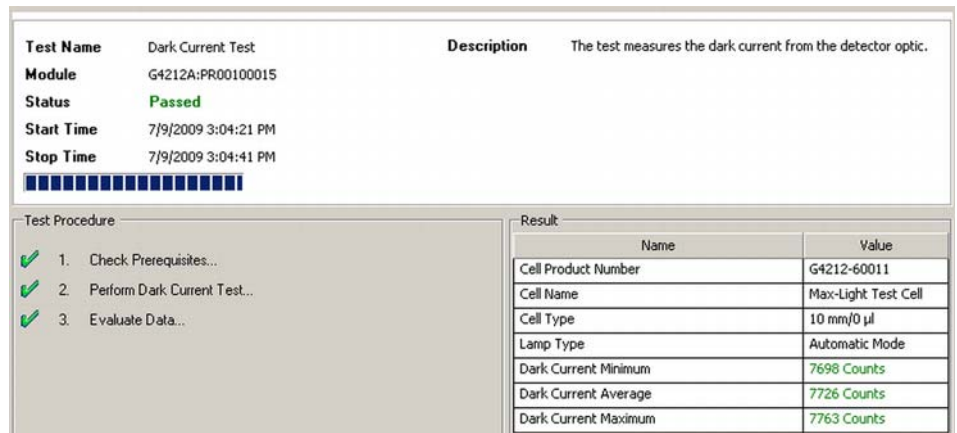 Test Name Dark Current Test Description The test measures the dark current from the detector optic.
Module G4212A:PR00100015
Status Passed
Start Time 7/9/2009 3:04:21 PM
Stop Time 7/9/2009 3:04:41 PM
Test Procedure
1. Check Prerequisites...
2. Perform Dark Current Test...
3. Evaluate Data...
Result
Name Value
Cell Product Number G4212-60011
Cell Name Max-Light Test Cell
Cell Type 10 mm/0 µl
Lamp Type Automatic Mode
Dark Current Minimum 7698 Counts
Dark Current Average 7726 Counts
Dark Current Maximum 7763 Counts